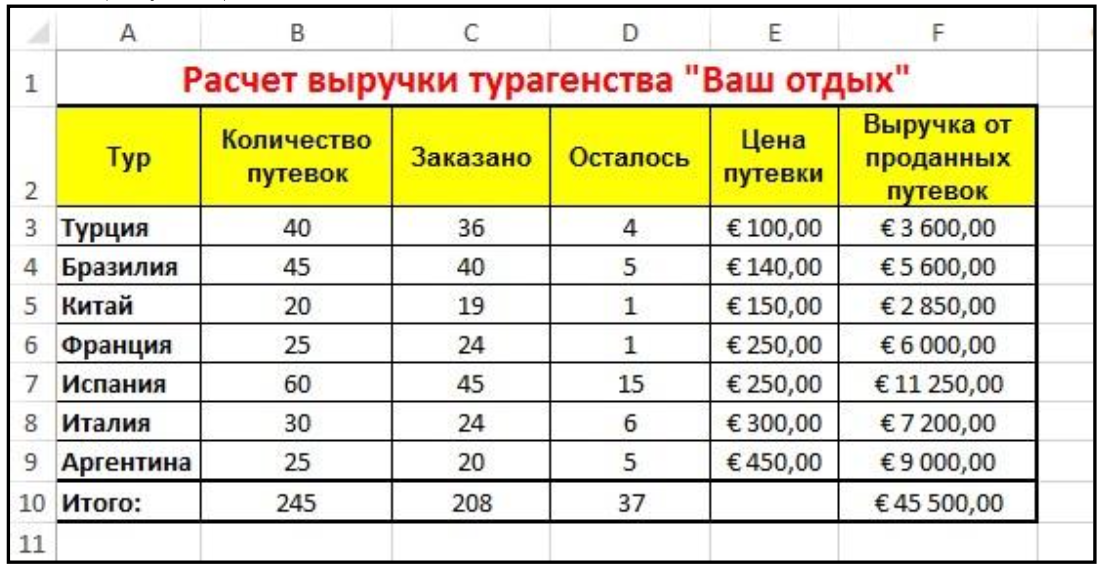 A B C D E F
1 Расчет выручки турагенства "Ваш отдых"
2 Тур Количество путевок Заказано Осталось Цена путевки Выручка от проданных путевок
3 Турция 40 36 4 € 100,00 € 3 600,00
4 Бразилия 45 40 5 € 140,00 € 5 600,00
5 Китай 20 19 1 € 150,00 € 2 850,00
6 Франция 25 24 1 € 250,00 € 6 000,00
7 Испания 60 45 15 € 250,00 € 11 250,00
8 Италия 30 24 6 € 300,00 € 7 200,00
9 Аргентина 25 20 5 € 450,00 € 9 000,00
10 Итого: 245 208 37 € 45 500,00
11